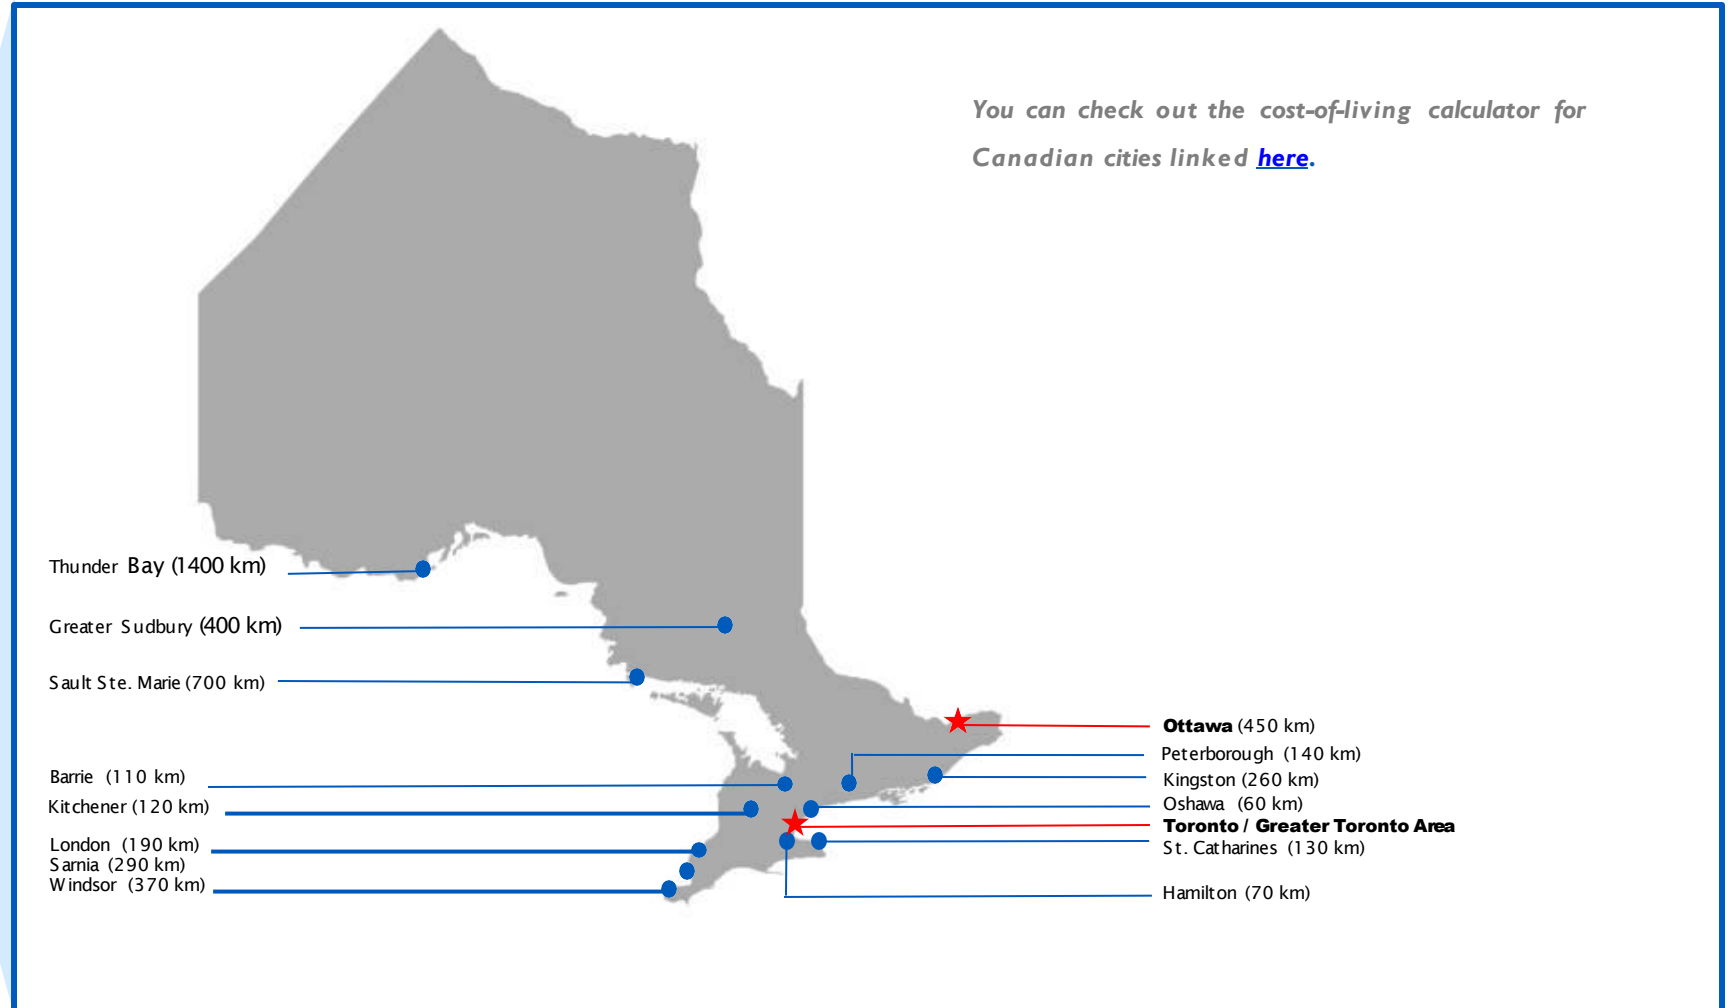 You can check out the cost-of-living calculator for
Canadian cities linked here.
Thunder Bay (1400 km)
Greater Sudbury (400 km)
Sault Ste. Marie (700 km)
Barrie (110 km)
Kitchener (120 km)
London (190 km)
Sarnia (290 km)
Windsor (370 km)
Ottawa (450 km)
Peterborough (140 km)
Kingston (260 km)
Oshawa (60 km)
Toronto / Greater Toronto Area
St. Catharines (130 km)
Hamilton (70 km)